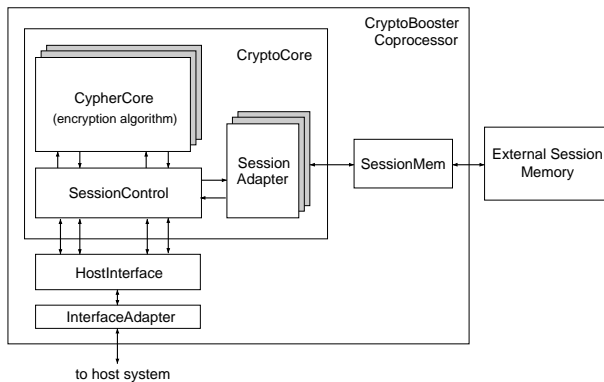 CryptoBooster
Coprocessor
CryptoCore
CypherCore
(encryption algorithm)
Session
Adapter
SessionMem
External Session
Memory
SessionControl
HostInterface
InterfaceAdapter
to host system